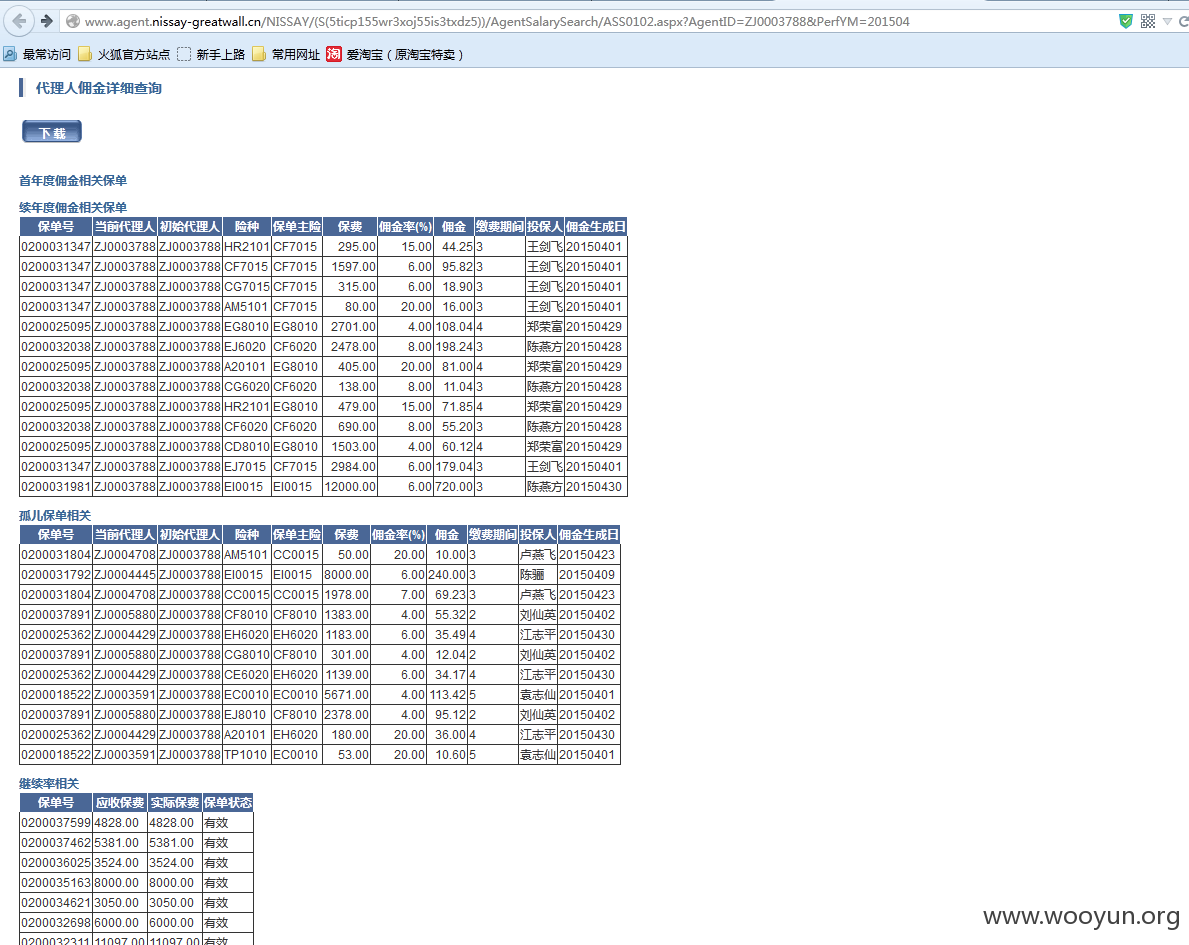 www.agent.nissay-greatwall.cn/NISSAY/(S(5ticp155wr3xoj55is3txdz5))/AgentSalarySearch/ASS0102.aspx?AgentID=ZJ0003788&PerfYM=201504
最常访问 火狐官方站点 新手上路 常用网址 淘 爱淘宝（原淘宝特卖）
代理人佣金详细查询
下 载
首年度佣金相关保单
续年度佣金相关保单
保单号 当前代理人 初始代理人 险种 保单主险 保费 佣金率(%) 佣金 缴费期间 投保人 佣金生成日
0200031347 ZJ0003788 ZJ0003788 HR2101 CF7015 295.00 15.00 44.25 3 王剑飞 20150401
0200031347 ZJ0003788 ZJ0003788 CF7015 CF7015 1597.00 6.00 95.82 3 王剑飞 20150401
0200031347 ZJ0003788 ZJ0003788 CG7015 CF7015 315.00 6.00 18.90 3 王剑飞 20150401
0200031347 ZJ0003788 ZJ0003788 AM5101 CF7015 80.00 20.00 16.00 3 王剑飞 20150401
0200025095 ZJ0003788 ZJ0003788 EG8010 EG8010 2701.00 4.00 108.04 4 郑荣富 20150429
0200032038 ZJ0003788 ZJ0003788 EJ6020 CF6020 2478.00 8.00 198.24 3 陈燕方 20150428
0200025095 ZJ0003788 ZJ0003788 A20101 EG8010 405.00 20.00 81.00 4 郑荣富 20150429
0200032038 ZJ0003788 ZJ0003788 CG6020 CF6020 138.00 8.00 11.04 3 陈燕方 20150428
0200025095 ZJ0003788 ZJ0003788 HR2101 EG8010 479.00 15.00 71.85 4 郑荣富 20150429
0200032038 ZJ0003788 ZJ0003788 CF6020 CF6020 690.00 8.00 55.20 3 陈燕方 20150428
0200025095 ZJ0003788 ZJ0003788 CD8010 EG8010 1503.00 4.00 60.12 4 郑荣富 20150429
0200031347 ZJ0003788 ZJ0003788 EJ7015 CF7015 2984.00 6.00 179.04 3 王剑飞 20150401
0200031981 ZJ0003788 ZJ0003788 EI0015 EI0015 12000.00 6.00 720.00 3 陈燕方 20150430
孤儿保单相关
保单号 当前代理人 初始代理人 险种 保单主险 保费 佣金率(%) 佣金 缴费期间 投保人 佣金生成日
0200031804 ZJ0004708 ZJ0003788 AM5101 CC0015 50.00 20.00 10.00 3 卢燕飞 20150423
0200031792 ZJ0004445 ZJ0003788 EI0015 EI0015 8000.00 6.00 240.00 3 陈骊 20150409
0200031804 ZJ0004708 ZJ0003788 CC0015 CC0015 1978.00 7.00 69.23 3 卢燕飞 20150423
0200037891 ZJ0005880 ZJ0003788 CF8010 CF8010 1383.00 4.00 55.32 2 刘仙英 20150402
0200025362 ZJ0004429 ZJ0003788 EH6020 EH6020 1183.00 6.00 35.49 4 江志平 20150430
0200037891 ZJ0005880 ZJ0003788 CG8010 CF8010 301.00 4.00 12.04 2 刘仙英 20150402
0200025362 ZJ0004429 ZJ0003788 CE6020 EH6020 1139.00 6.00 34.17 4 江志平 20150430
0200018522 ZJ0003591 ZJ0003788 EC0010 EC0010 5671.00 4.00 113.42 5 袁志仙 20150401
0200037891 ZJ0005880 ZJ0003788 EJ8010 CF8010 2378.00 4.00 95.12 2 刘仙英 20150402
0200025362 ZJ0004429 ZJ0003788 A20101 EH6020 180.00 20.00 36.00 4 江志平 20150430
0200018522 ZJ0003591 ZJ0003788 TP1010 EC0010 53.00 20.00 10.60 5 袁志仙 20150401
继续率相关
保单号 应收保费 实际保费 保单状态
0200037599 4828.00 4828.00 有效
0200037462 5381.00 5381.00 有效
0200036025 3524.00 3524.00 有效
0200035163 8000.00 8000.00 有效
0200034621 3050.00 3050.00 有效
0200032698 6000.00 6000.00 有效
0200032311 11097.00 11097.00 有效
www.wooyun.org